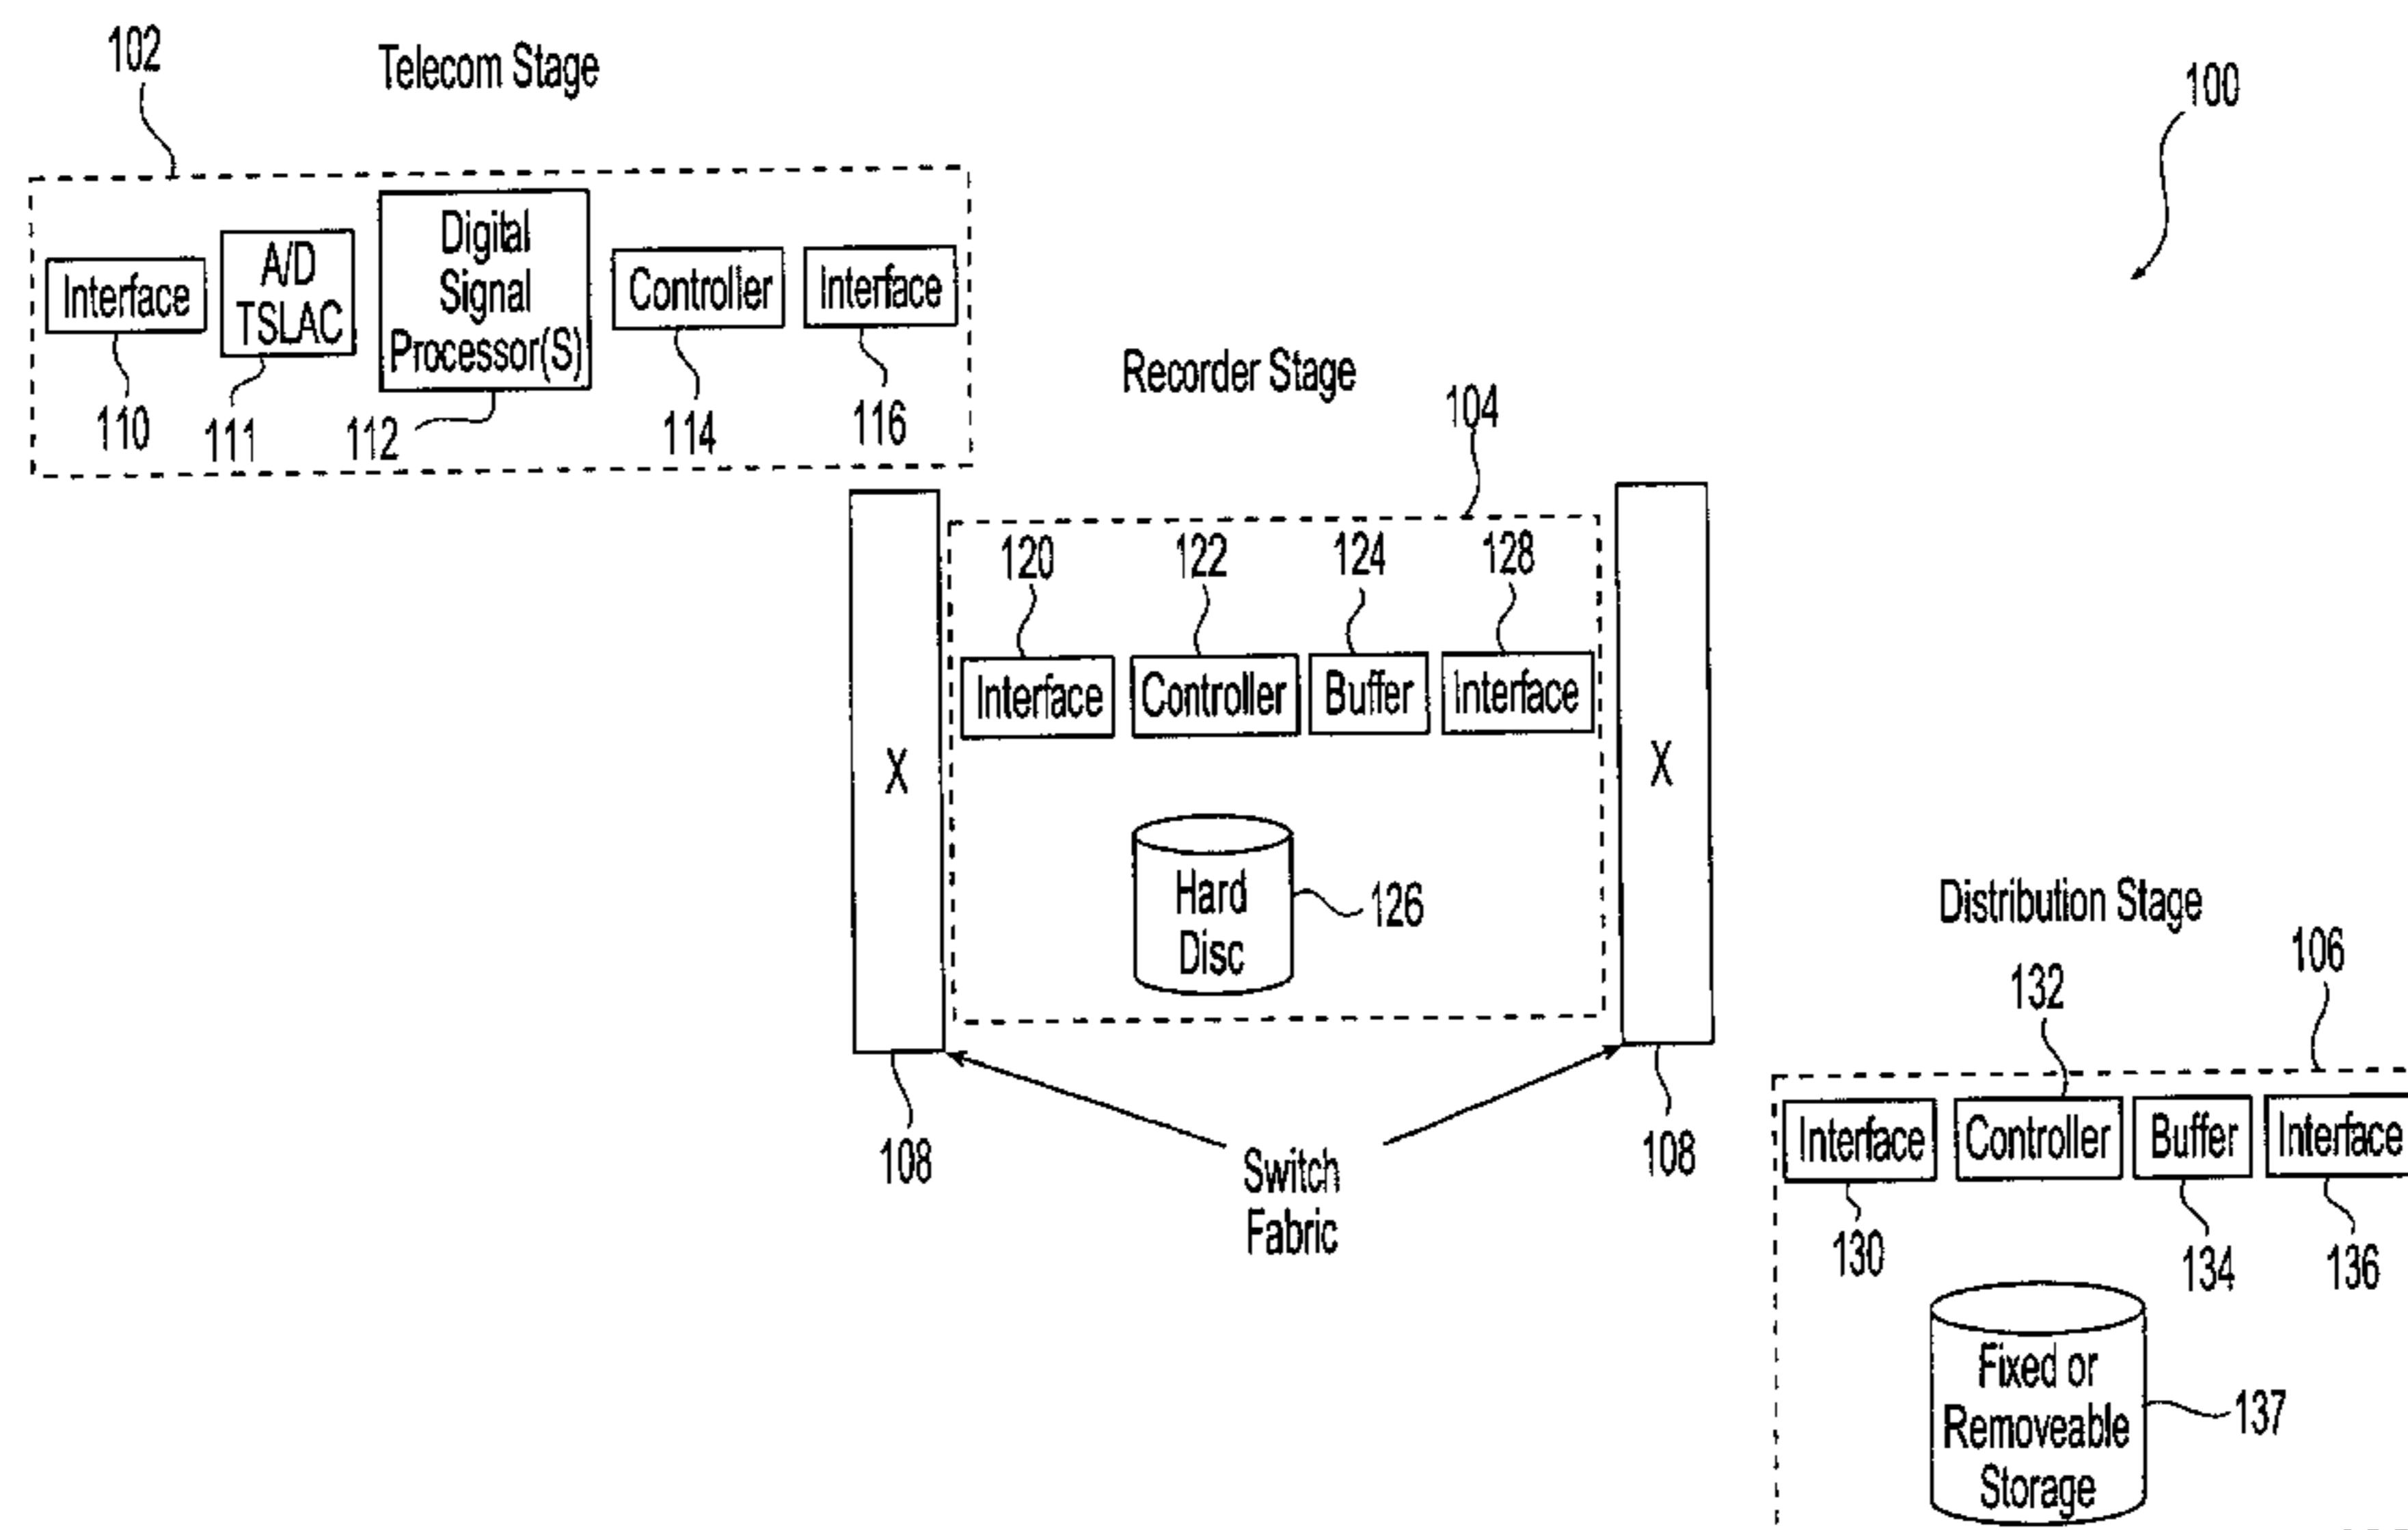 102
Telecom Stage
100
Interface
A/D
TSLAC
Digital
Signal
Processor(S)
Controller
Interface
110
111
112
114
116
Recorder Stage
104
120
122
124
128
Interface
Controller
Buffer
Interface
X
X
Hard
Disc
126
108
Switch
Fabric
108
Distribution Stage
106
132
Interface
Controller
Buffer
Interface
130
134
136
Fixed or
Removeable
Storage
137